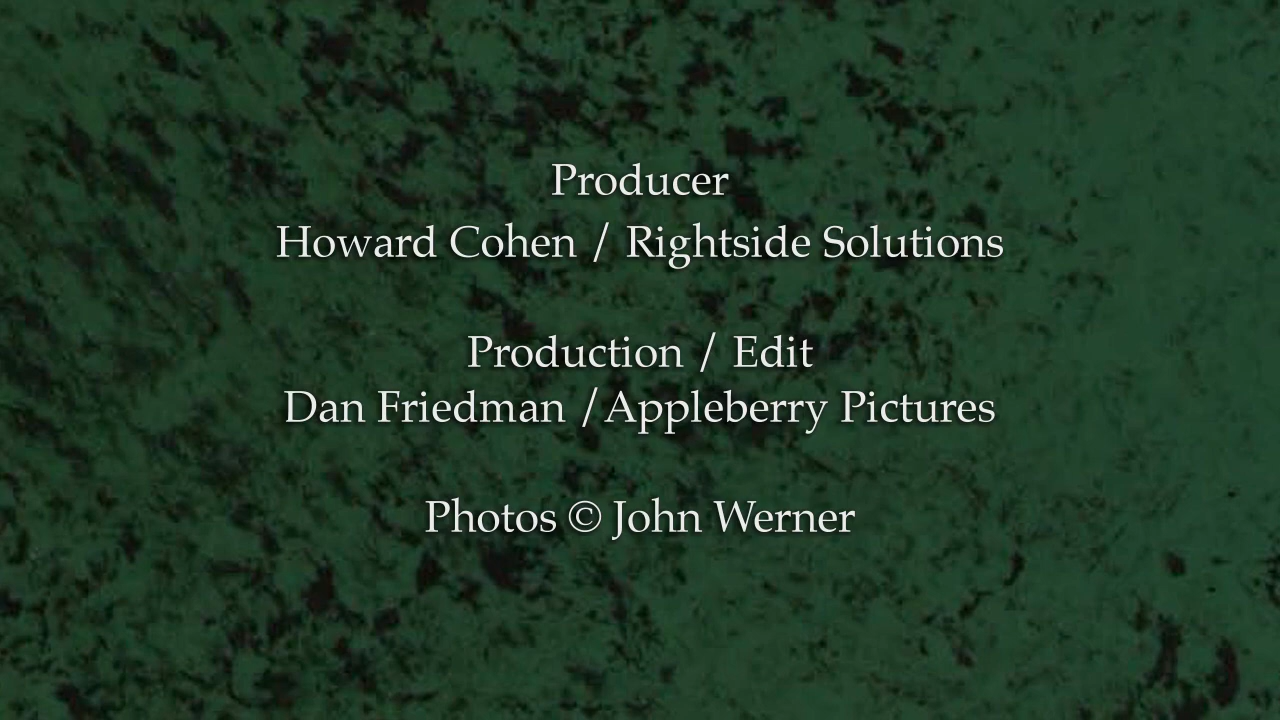 Producer
Howard Cohen / Rightside Solutions
Production / Edit
Dan Friedman /Appleberry Pictures
Photos © John Werner